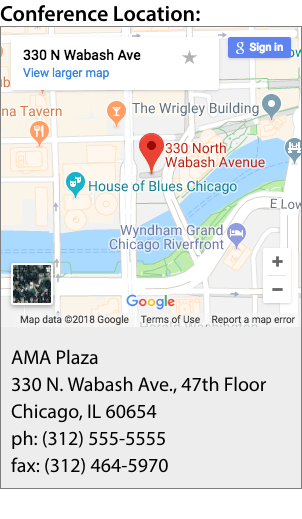 Conference Location:
330 N Wabash Ave
View larger map
Sign in
na Tavern
The Wrigley Building
330 North
Wabash Avenue
E Low
House of Blues Chicago
E Lo
Wyndham Grand
Chicago Riverfront
Google
Map data ©2018 Google Terms of Use Report a map error
AMA Plaza
330 N. Wabash Ave., 47th Floor
Chicago, IL 60654
ph: (312) 555-5555
fax: (312) 464-5970